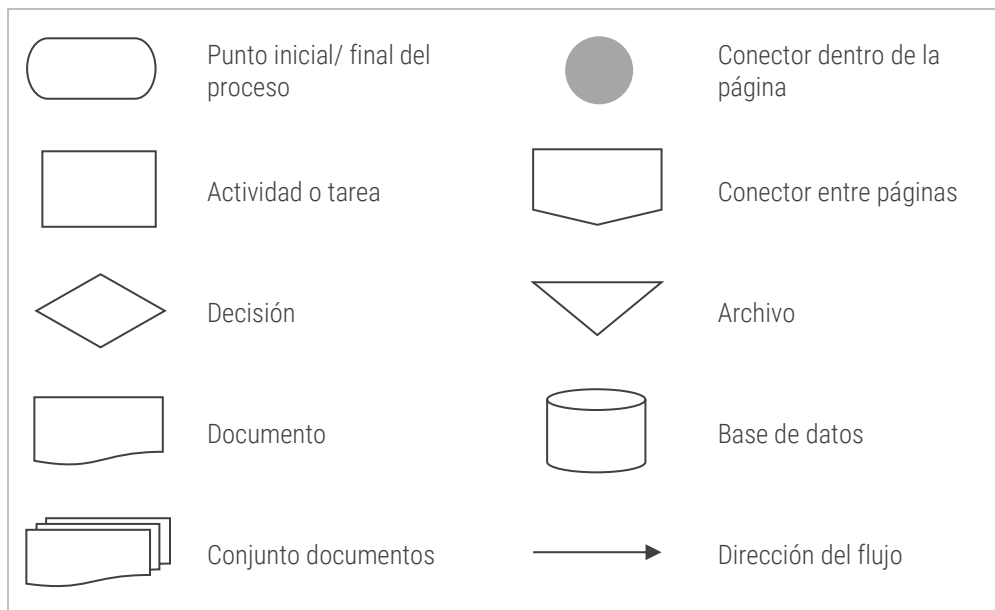 Punto inicial/ final del
proceso
Conector dentro de la
página
Actividad o tarea
Conector entre páginas
Decisión
Archivo
Documento
Base de datos
Conjunto documentos
Dirección del flujo